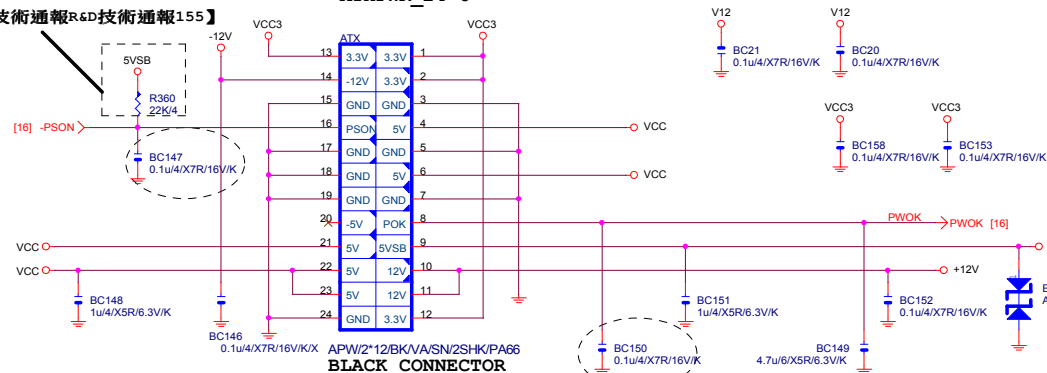 技術通報R&D技術通報155】
5VSB
R360
22K/4
[16] -PSON
BC147
0.1u/4/X7R/16V/K
-12V
VCC3
VCC3
ATX
13 3.3V 3.3V 1
14 -12V 3.3V 2
15 GND GND 3
16 PSON 5V 4
17 GND GND 5
18 GND 5V 6
19 GND GND 7
20 -5V POK 8
21 5V 5VSB 9
22 5V 12V 10
23 5V 12V 11
24 GND 3.3V 12
APW/2*12/BK/VA/SN/2SHK/PA66
BLACK CONNECTOR
VCC
VCC
VCC
VCC
BC148
1u/4/X5R/6.3V/K
BC146
0.1u/4/X7R/16V/K/X
V12
BC21
0.1u/4/X7R/16V/K
V12
BC20
0.1u/4/X7R/16V/K
VCC3
BC158
0.1u/4/X7R/16V/K
VCC3
BC153
0.1u/4/X7R/16V/K
PWOK
PWOK [16]
+12V
BC151
1u/4/X5R/6.3V/K
BC152
0.1u/4/X7R/16V/K
BC150
0.1u/4/X7R/16V/K
BC149
4.7u/6/X5R/6.3V/K